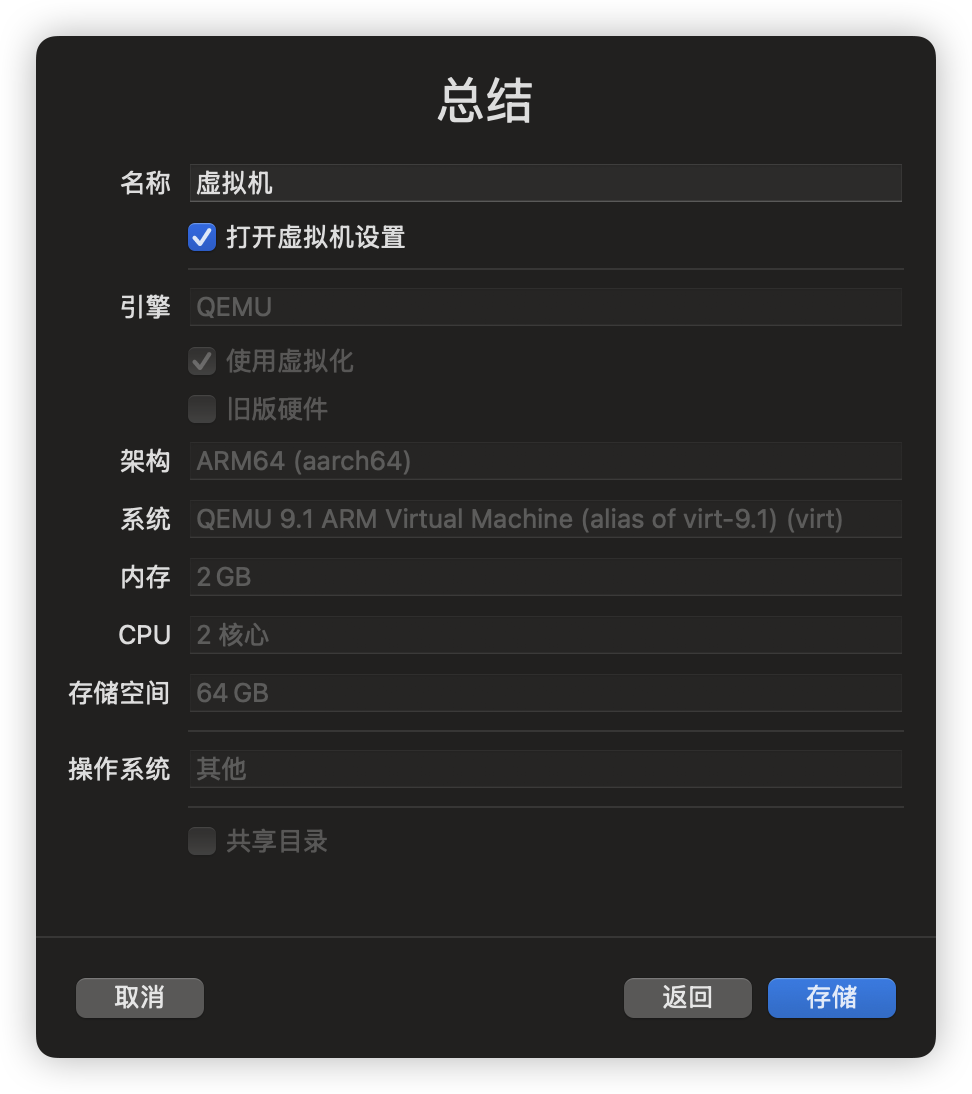 总结
名称 虚拟机
打开虚拟机设置
引擎 QEMU
使用虚拟化
旧版硬件
架构 ARM64 (aarch64)
系统 QEMU 9.1 ARM Virtual Machine (alias of virt-9.1) (virt)
内存 2 GB
CPU 2 核心
存储空间 64 GB
操作系统 其他
共享目录
取消 返回 存储